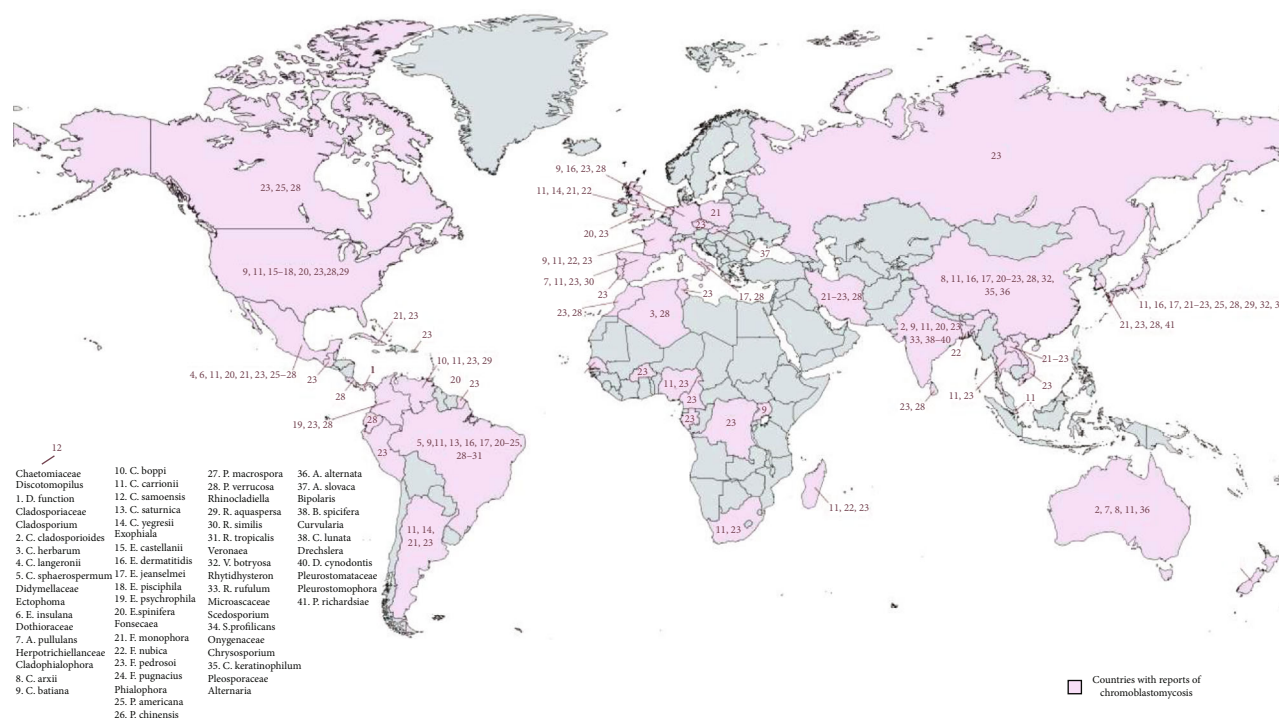 23
9, 16, 23, 28
11, 14, 21, 22
23, 25, 28
21
23
20, 23
37
9, 11, 22, 23
9, 11, 15–18, 20, 23,28,29
8, 11, 16, 17, 20–23, 28, 32,
35, 36
7, 11, 23, 30
23
17, 28
23
21–23, 28
11, 16, 17, 21–23, 25, 28, 29, 32, 3
23, 28
3, 28
21, 23
21, 23, 28, 41
2, 9, 11, 20, 23
33, 38–40
23
22
21–23
10, 11, 23, 29
4, 6, 11, 20, 21, 23, 25–28
23
1
20
23
23
11, 23
23
11, 23
23
11
28
23, 28
19, 23, 28
28
23
23
9
5, 9,11, 13, 16, 17, 20–25,
28–31
23
12
11, 22, 23
2, 7, 8, 11, 36
11, 14,
21, 23
11, 23
Chaetomiaceae
Discotomopilus
1. D. function
Cladosporiaceae
Cladosporium
2. C. cladosporioides
3. C. herbarum
4. C. langeronii
5. C. sphaerospermum
Didymellaceae
Ectophoma
6. E. insulana
Dothioraceae
7. A. pullulans
Herpotrichiellanceae
Cladophialophora
8. C. arxii
9. C. batiana
10. C. boppi
11. C. carrionii
12. C. samoensis
13. C. saturnica
14. C. yegresii
Exophiala
15. E. castellanii
16. E. dermatitidis
17. E. jeanselmei
18. E. pisciphila
19. E. psychrophila
20. E.spinifera
Fonsecaea
21. F. monophora
22. F. nubica
23. F. pedrosoi
24. F. pugnacius
Phialophora
25. P. americana
26. P. chinensis
27. P. macrospora
28. P. verrucosa
Rhinocladiella
29. R. aquaspersa
30. R. similis
31. R. tropicalis
Veronaea
32. V. botryosa
Rhytidhysteron
33. R. rufulum
Microascaceae
Scedosporium
34. S.profilicans
Onygenaceae
Chrysosporium
35. C. keratinophilum
Pleosporaceae
Alternaria
36. A. alternata
37. A. slovaca
Bipolaris
38. B. spicifera
Curvularia
38. C. lunata
Drechslera
40. D. cynodontis
Pleurostomataceae
Pleurostomophora
41. P. richardsiae
Countries with reports of
chromoblastomycosis